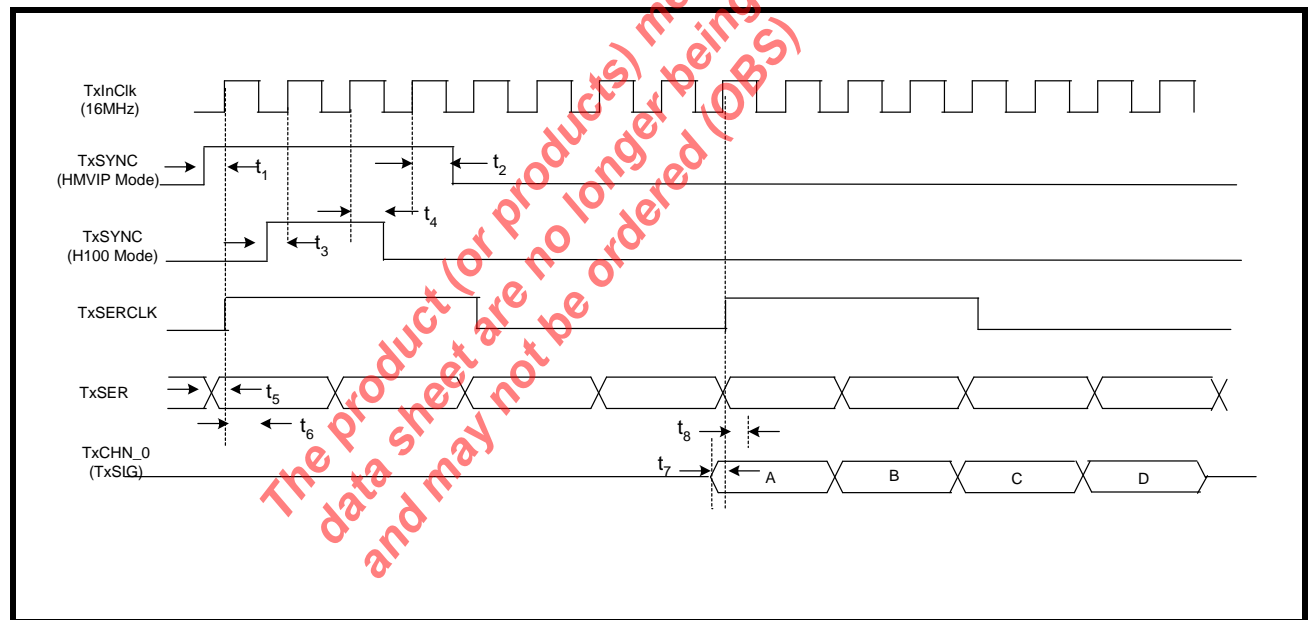 TxInClk
(16MHz)
TxSYNC
(HMVIP Mode)
t1
t2
TxSYNC
(H100 Mode)
t3
t4
TxSERCLK
TxSER
t5
t6
TxCHN_0
(TxSIG)
t7
t8
A
B
C
D
The product (or products) me
data sheet are no longer being
and may not be ordered (OBS)